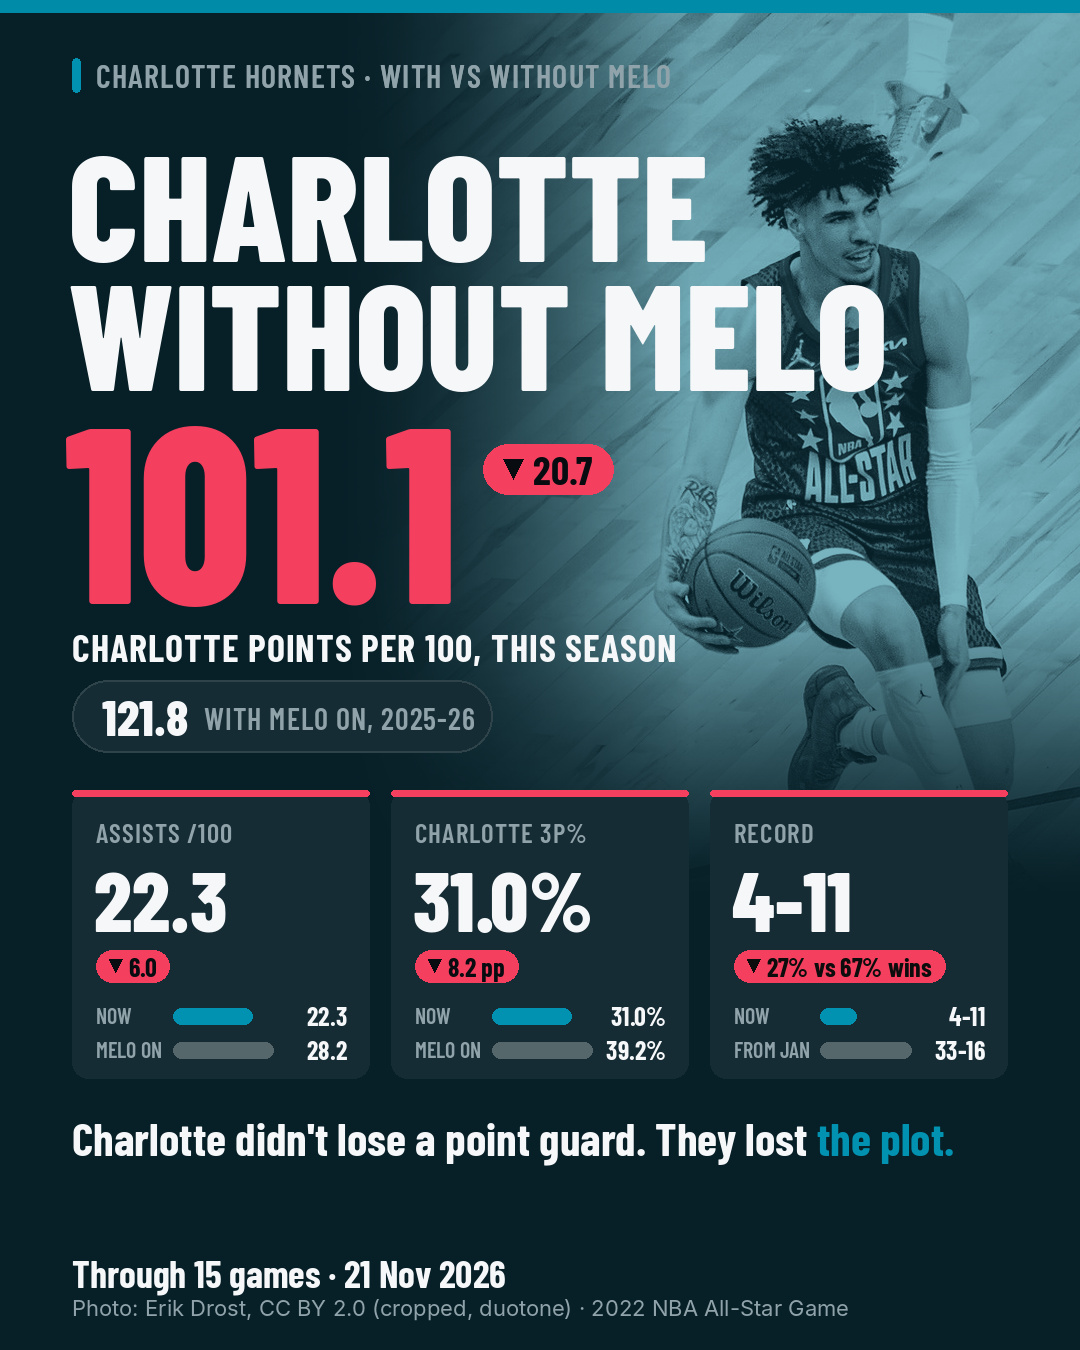 CHARLOTTE HORNETS · WITH VS WITHOUT MELO
CHARLOTTE
WITHOUT MELO
101.1
▼ 20.7
CHARLOTTE POINTS PER 100, THIS SEASON
121.8 WITH MELO ON, 2025-26
NBA
ALL-STAR
Wilson
ASSISTS /100
22.3
▼ 6.0
NOW 22.3
MELO ON 28.2
CHARLOTTE 3P%
31.0%
▼ 8.2 pp
NOW 31.0%
MELO ON 39.2%
RECORD
4-11
▼ 27% vs 67% wins
NOW 4-11
FROM JAN 33-16
Charlotte didn't lose a point guard. They lost the plot.
Through 15 games · 21 Nov 2026
Photo: Erik Drost, CC BY 2.0 (cropped, duotone) · 2022 NBA All-Star Game